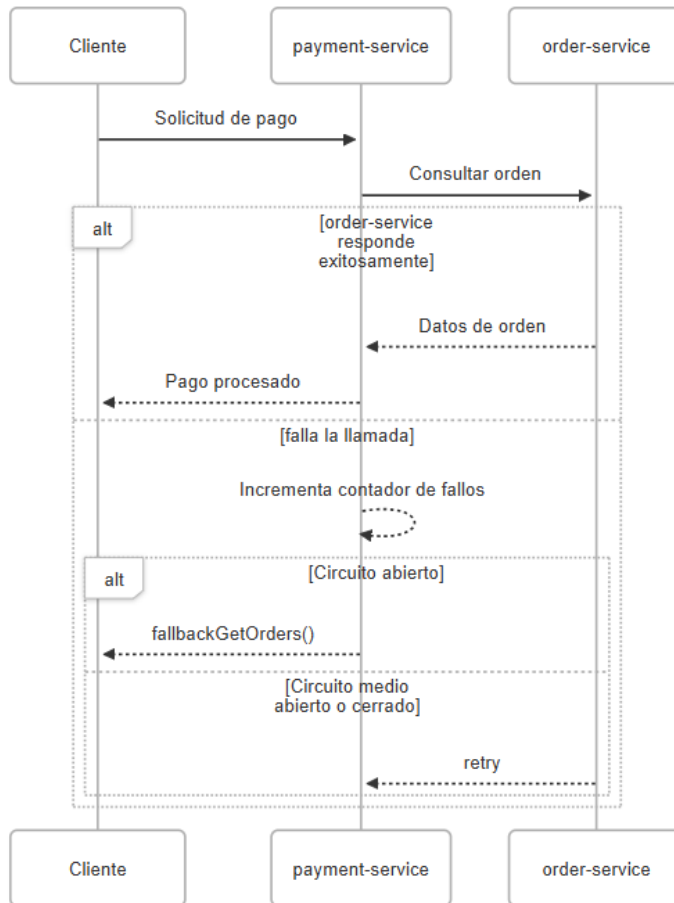 Cliente
payment-service
order-service
Solicitud de pago
Consultar orden
alt
[order-service
responde
exitosamente]
Datos de orden
Pago procesado
[falla la llamada]
Incrementa contador de fallos
alt
[Circuito abierto]
fallbackGetOrders()
[Circuito medio
abierto o cerrado]
retry
Cliente
payment-service
order-service